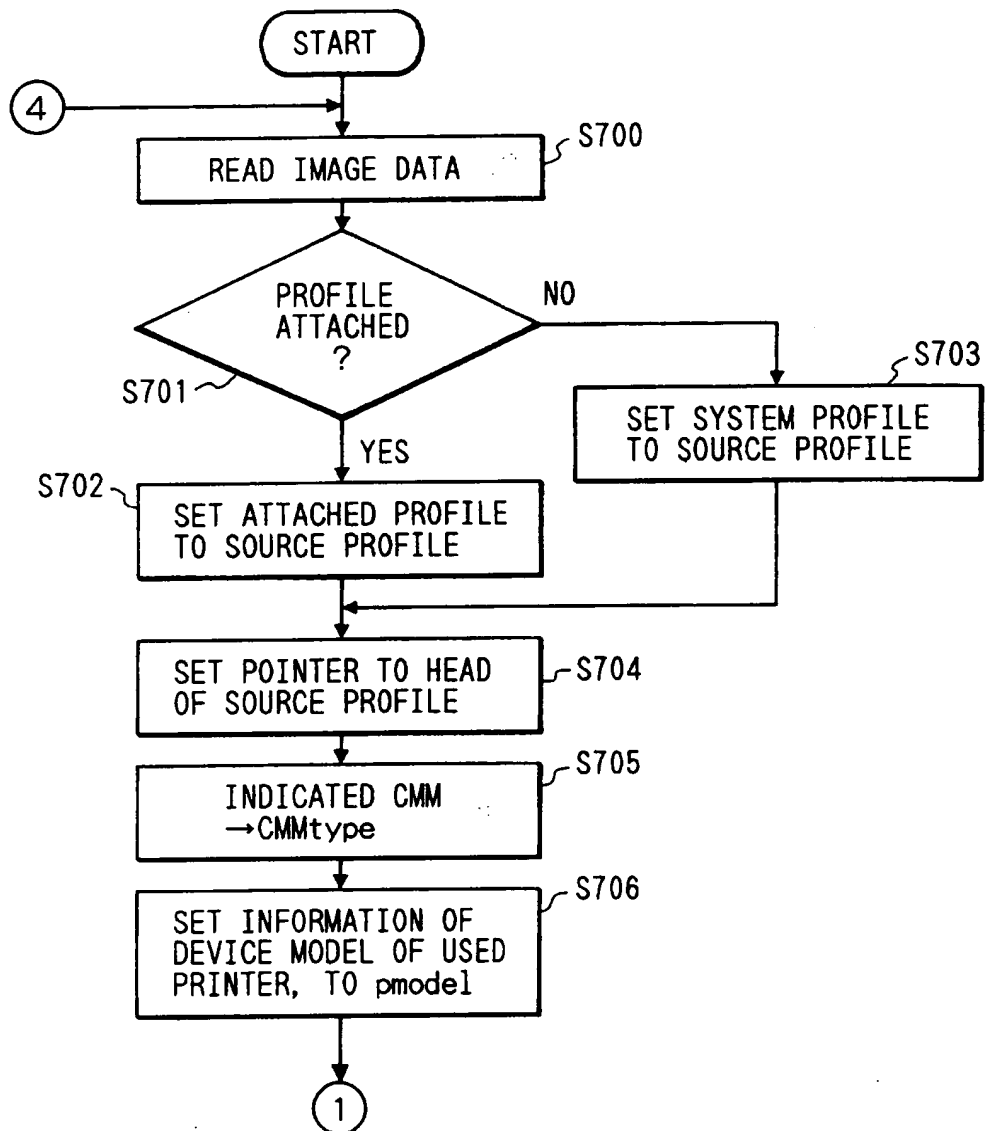 START
4
S700
READ IMAGE DATA
PROFILE
ATTACHED
?
NO
S701
S703
SET SYSTEM PROFILE
TO SOURCE PROFILE
YES
S702
SET ATTACHED PROFILE
TO SOURCE PROFILE
S704
SET POINTER TO HEAD
OF SOURCE PROFILE
S705
INDICATED CMM
→CMMtype
S706
SET INFORMATION OF
DEVICE MODEL OF USED
PRINTER, TO pmodel
1